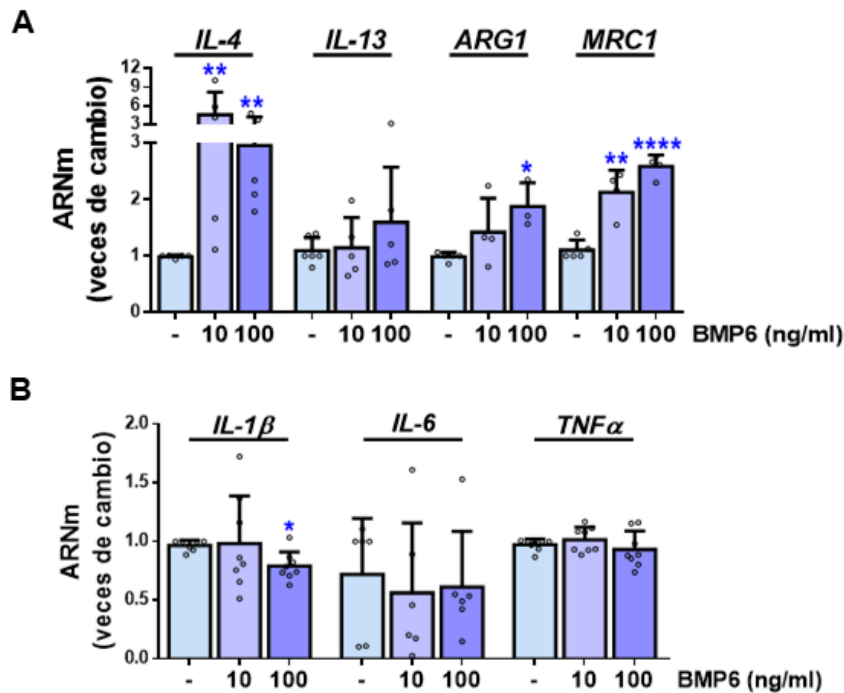 A
IL-4 IL-13 ARG1 MRC1
12
9
6
3
3
2
1
0
ARNm
(veces de cambio)
** ** * ** ****
- 10 100 - 10 100 - 10 100 - 10 100 BMP6 (ng/ml)
B
IL-1β IL-6 TNFα
2.0
1.5
1.0
0.5
0.0
ARNm
(veces de cambio)
*
- 10 100 - 10 100 - 10 100 BMP6 (ng/ml)